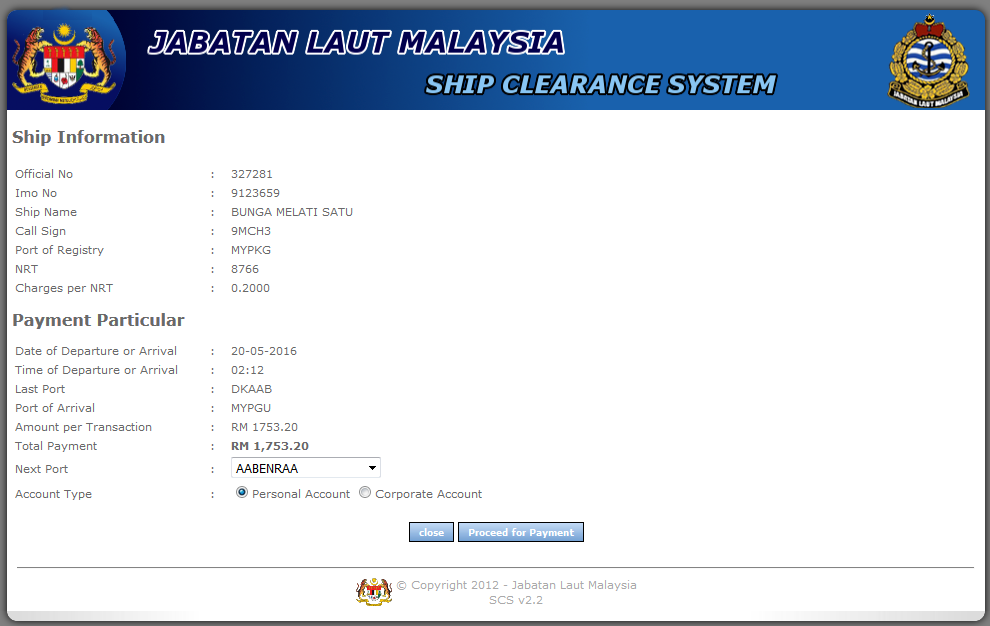 JABATAN LAUT MALAYSIA
SHIP CLEARANCE SYSTEM
JABATAN LAUT MALAYSIA
Ship Information
Official No : 327281
Imo No : 9123659
Ship Name : BUNGA MELATI SATU
Call Sign : 9MCH3
Port of Registry : MYPKG
NRT : 8766
Charges per NRT : 0.2000
Payment Particular
Date of Departure or Arrival : 20-05-2016
Time of Departure or Arrival : 02:12
Last Port : DKAAB
Port of Arrival : MYPGU
Amount per Transaction : RM 1753.20
Total Payment : RM 1,753.20
Next Port : AABENRAA
Account Type : Personal Account Corporate Account
close Proceed for Payment
© Copyright 2012 - Jabatan Laut Malaysia
SCS v2.2